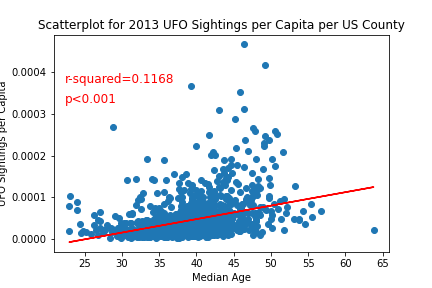 Scatterplot for 2013 UFO Sightings per Capita per US County
r-squared=0.1168
p<0.001
UFO Sightings per Capita
0.0004
0.0003
0.0002
0.0001
0.0000
25 30 35 40 45 50 55 60 65
Median Age